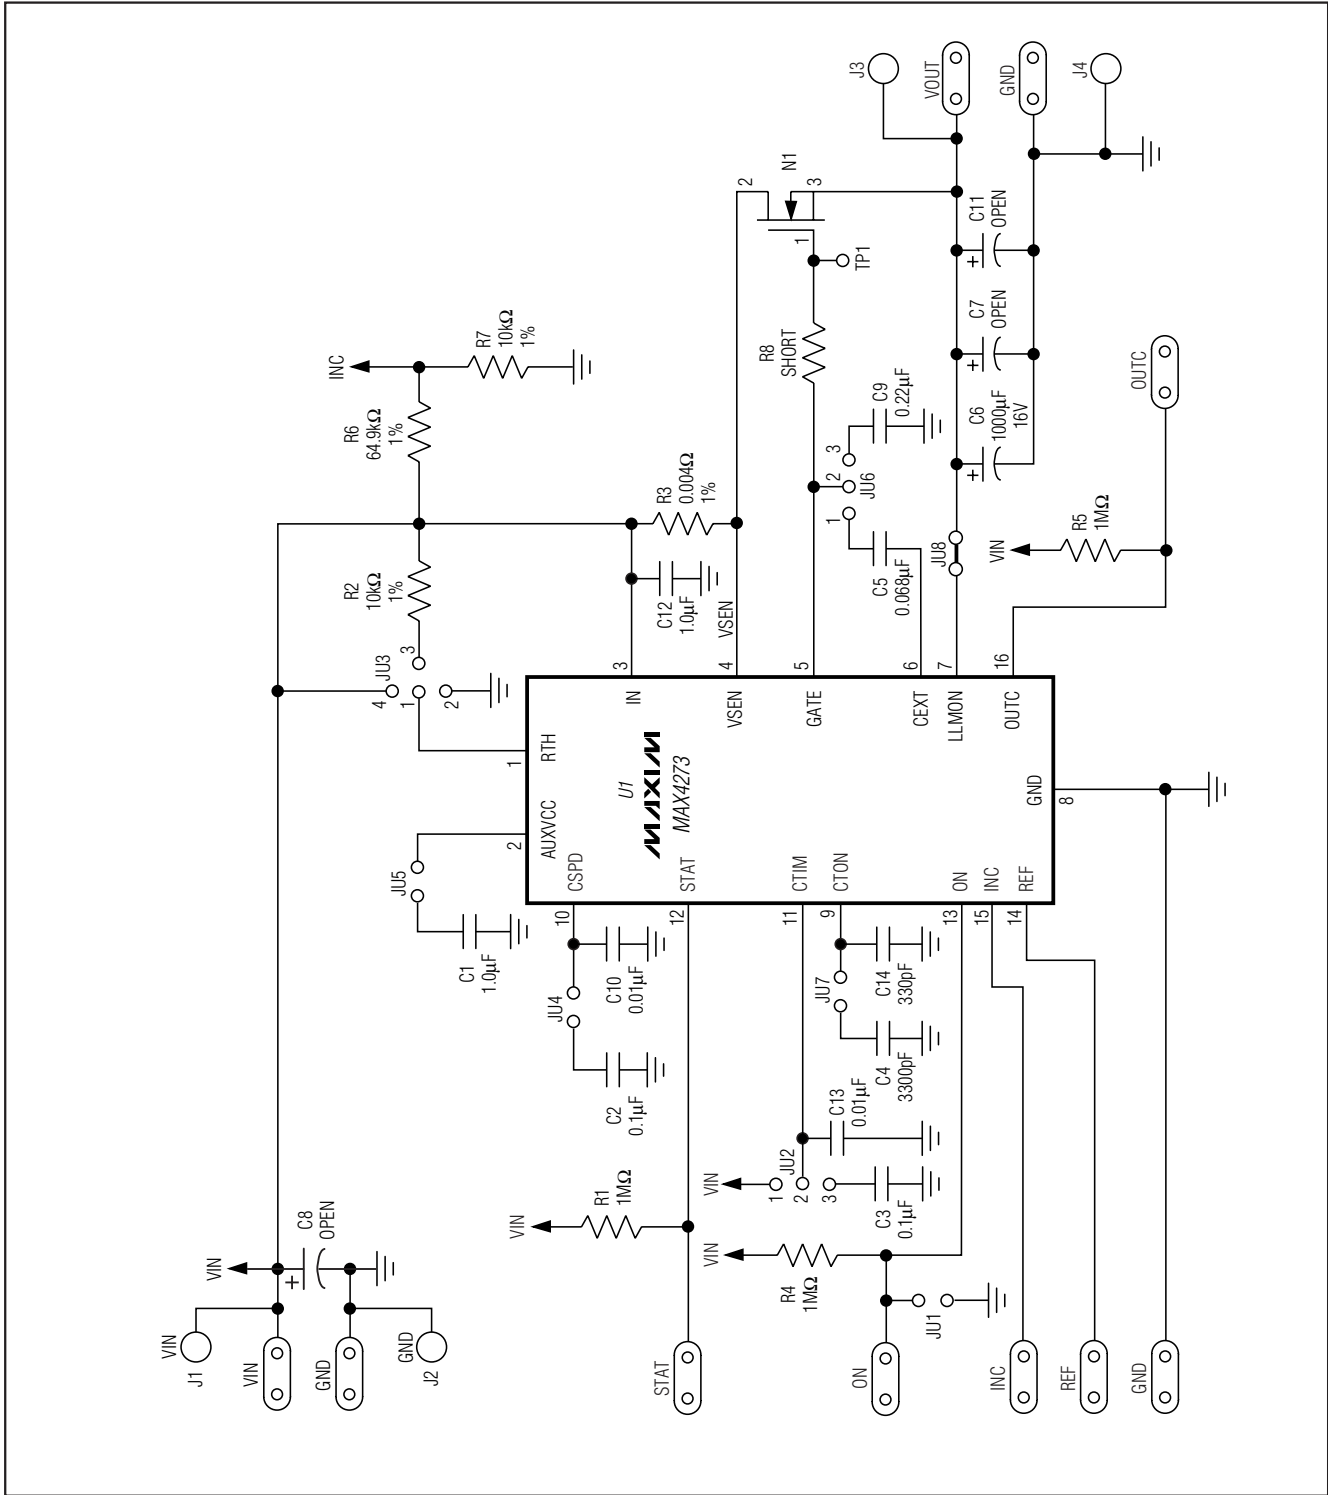 J1
VIN
VIN
GND
GND
J2
VIN
C8
OPEN
+
JU3
4
1
2
3
R2
10kΩ
1%
R6
64.9kΩ
1%
INC
R7
10kΩ
1%
JU5
C1
1.0µF
C12
1.0µF
R3
0.004Ω
1%
VSEN
2
1
3
N1
TP1
R8
SHORT
J3
VOUT
GND
J4
STAT
VIN
R1
1MΩ
C2
0.1µF
JU4
C10
0.01µF
10
CSPD
12
STAT
2
AUXVCC
1
RTH
U1
MAXIM
MAX4273
IN
3
VSEN
4
GATE
5
CEXT
6
LLMON
7
OUTC
16
GND
8
CTIM
11
CTON
9
ON
13
INC
15
REF
14
C5
0.068µF
1
2
3
JU6
C9
0.22µF
JU8
+
C6
1000µF
16V
+
C7
OPEN
+
C11
OPEN
VIN
R5
1MΩ
OUTC
VIN
R4
1MΩ
VIN
1
2
3
JU2
C3
0.1µF
C13
0.01µF
JU7
C4
3300pF
C14
330pF
ON
JU1
INC
REF
GND